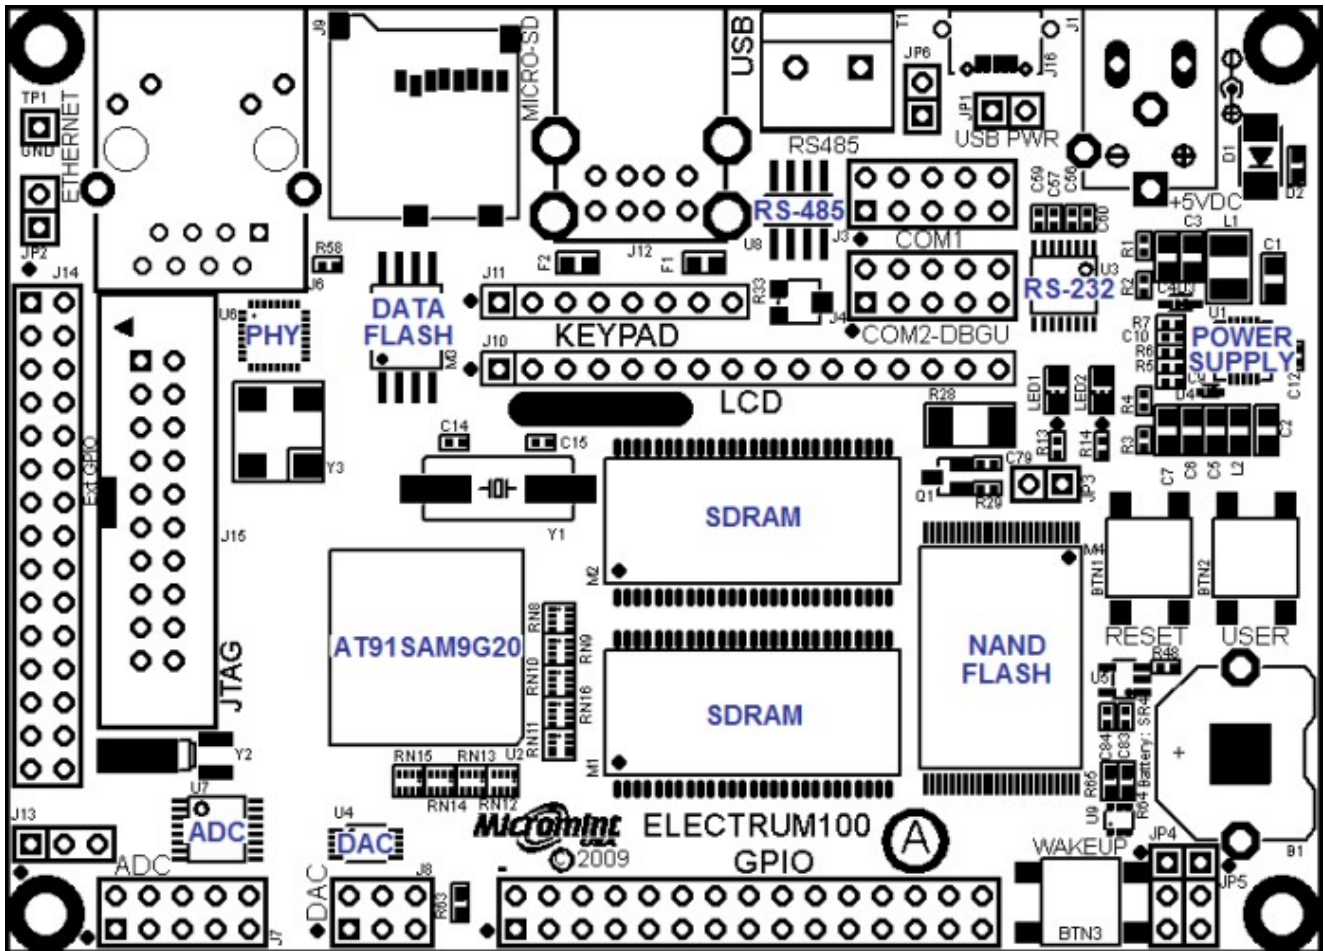 J9
MICRO-SD
USB
T1
JP6
J16
J1
TP1
GND
ETHERNET
JP2
JP1
USB PWR
RS485
D1
D2
+5VDC
C59
C57
C56
C60
RS-485
U8
J3
COM1
J14
J6
R58
F2
J12
F1
U3
RS-232
R1
R2
C3
L1
C1
U6
PHY
DATA
FLASH
M3
J11
KEYPAD
R33
J4
COM2-DBGU
U1
R7
C10
R6
R5
POWER
SUPPLY
C12
J10
LCD
R28
LED1
LED2
R13
R14
R4
D4
R3
C2
C7
C6
C5
L2
C14
C15
Y3
Ext.GPIO
Y1
C79
Q1
R29
JP3
J15
SDRAM
M2
M4
BTN1
BTN2
RESET
USER
AT91SAM9G20
RN8
RN9
RN10
RN16
RN11
NAND
FLASH
R48
U5
JTAG
SDRAM
M1
C84
C83
Battery: SR4
+
Y2
RN15
RN13
U2
RN14
RN12
R65
R64
U9
U7
J13
ADC
U4
DAC
Micromint
USA
©2009
ELECTRUM100
A
GPIO
WAKEUP
JP4
JP5
B1
ADC
J7
DAC
J8
R63
BTN3